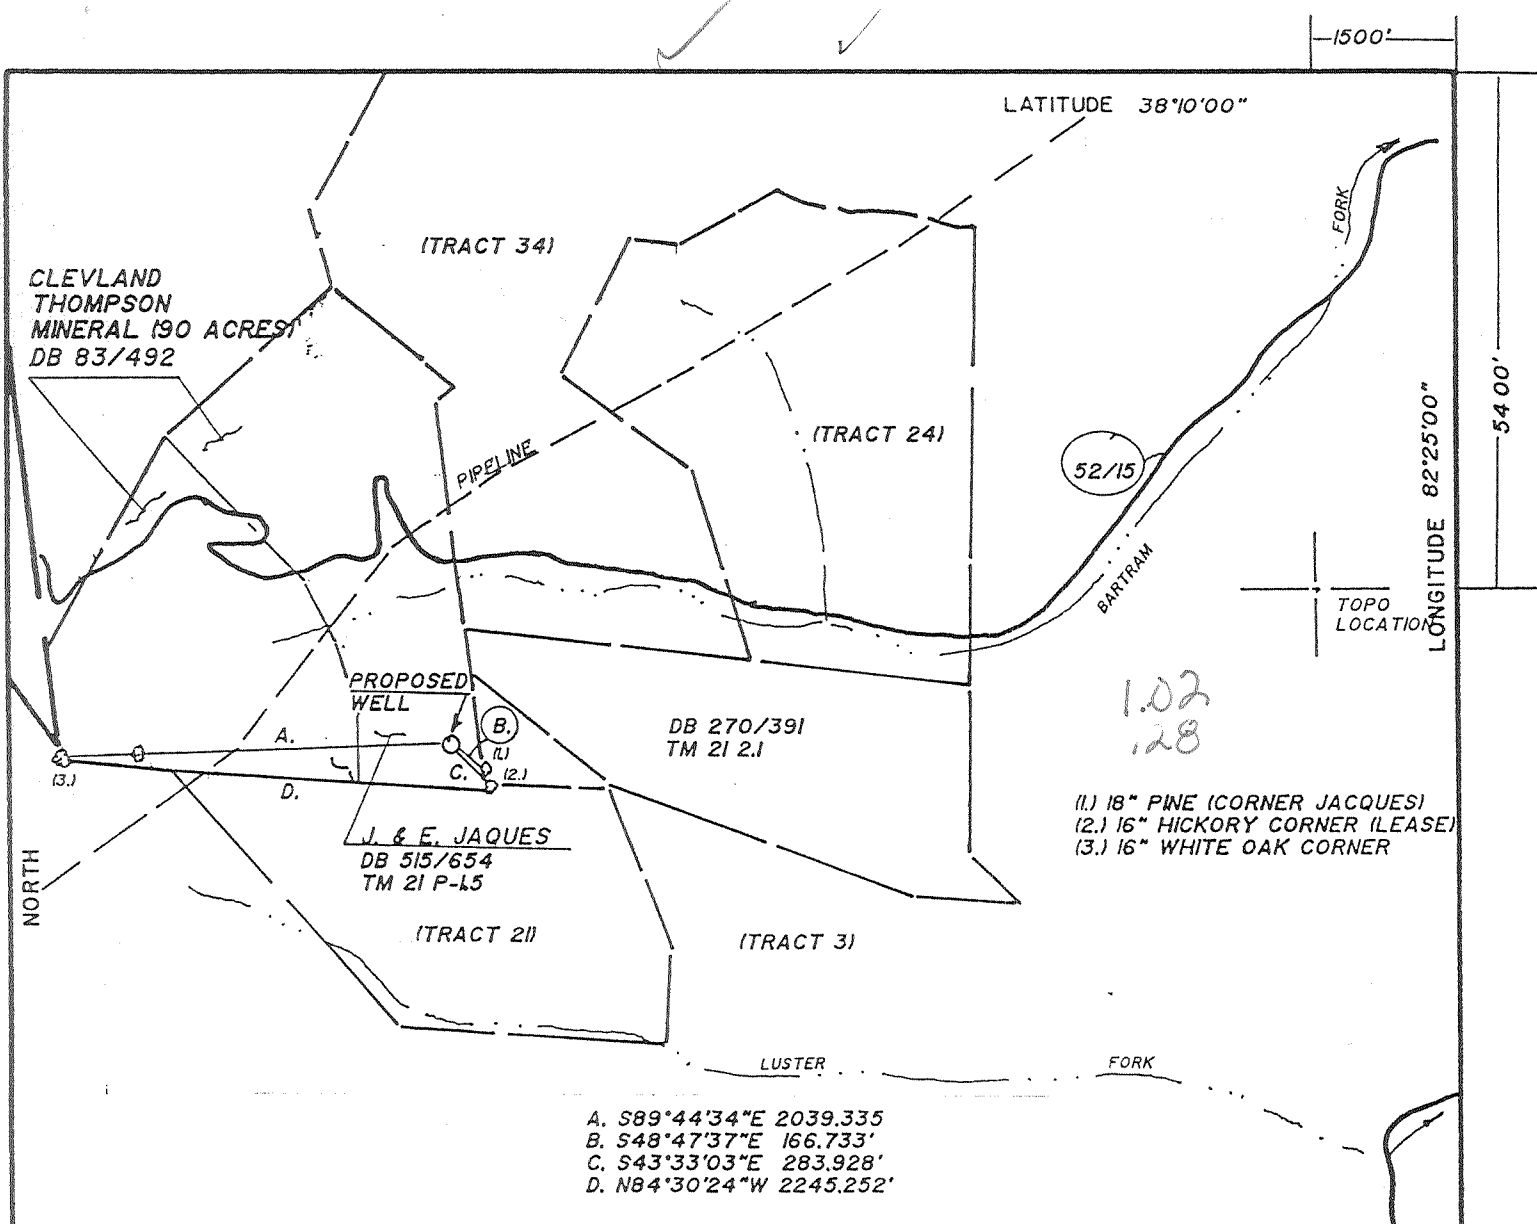 1500'
LATITUDE 38°10'00"
FORK
(TRACT 34)
CLEVLAND
THOMPSON
MINERAL (90 ACRES)
DB 83/492
PIPELINE
(TRACT 24)
52/15
LONGITUDE 82°25'00"
5400'
BARTRAM
TOPO
LOCATION
PROPOSED
WELL
1.02
.28
A.
B.
(1.)
C.
(2.)
(3.)
D.
DB 270/391
TM 21 2.1
(1.) 18" PINE (CORNER JACQUES)
(2.) 16" HICKORY CORNER (LEASE)
(3.) 16" WHITE OAK CORNER
J. & E. JAQUES
DB 515/654
TM 21 P-1.5
NORTH
(TRACT 21)
(TRACT 3)
LUSTER FORK
A. S89°44'34"E 2039.335
B. S48°47'37"E 166.733'
C. S43°33'03"E 283.928'
D. N84°30'24"W 2245.252'